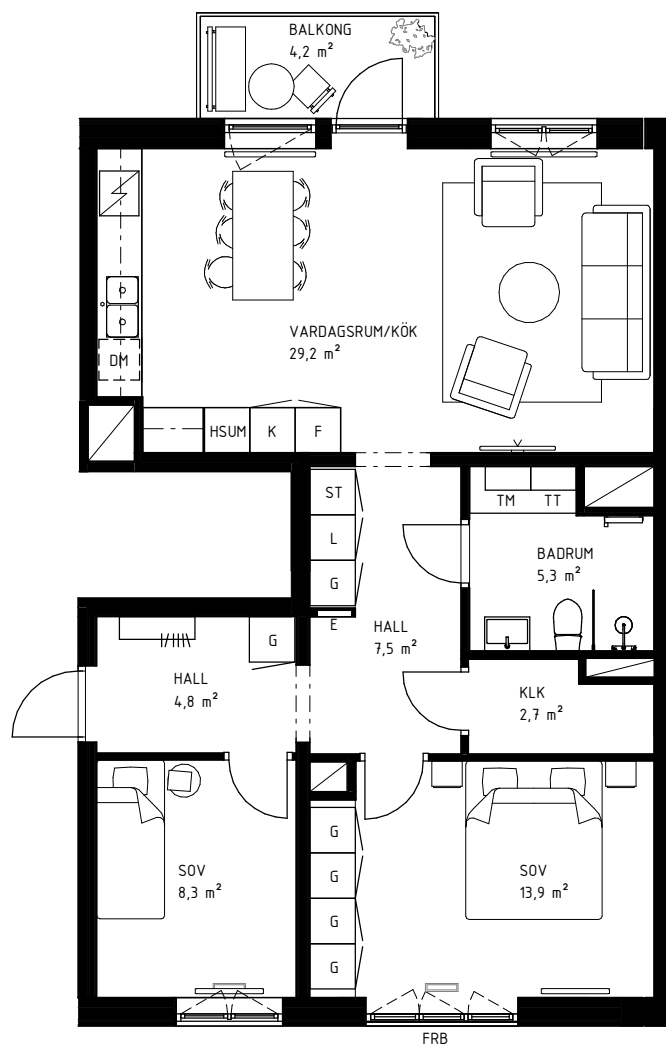 BALKONG
4,2 m²
VARDAGSRUM/KÖK
29,2 m²
DM
HSUM K F
ST
L
G
E
TM TT
BADRUM
5,3 m²
HALL
7,5 m²
G
HALL
4,8 m²
KLK
2,7 m²
SOV
8,3 m²
G
G
G
G
SOV
13,9 m²
FRB